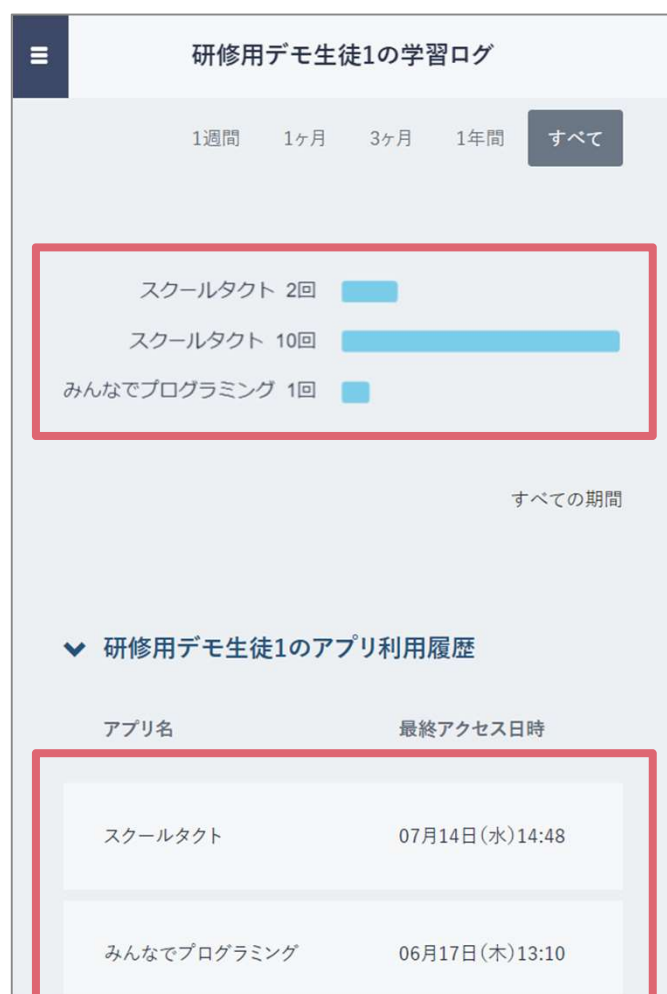 研修用デモ生徒1の学習ログ
1週間 1ヶ月 3ヶ月 1年間 すべて
スクールタクト 2回
スクールタクト 10回
みんなでプログラミング 1回
すべての期間
研修用デモ生徒1のアプリ利用履歴
アプリ名 最終アクセス日時
スクールタクト 07月14日(水)14:48
みんなでプログラミング 06月17日(木)13:10